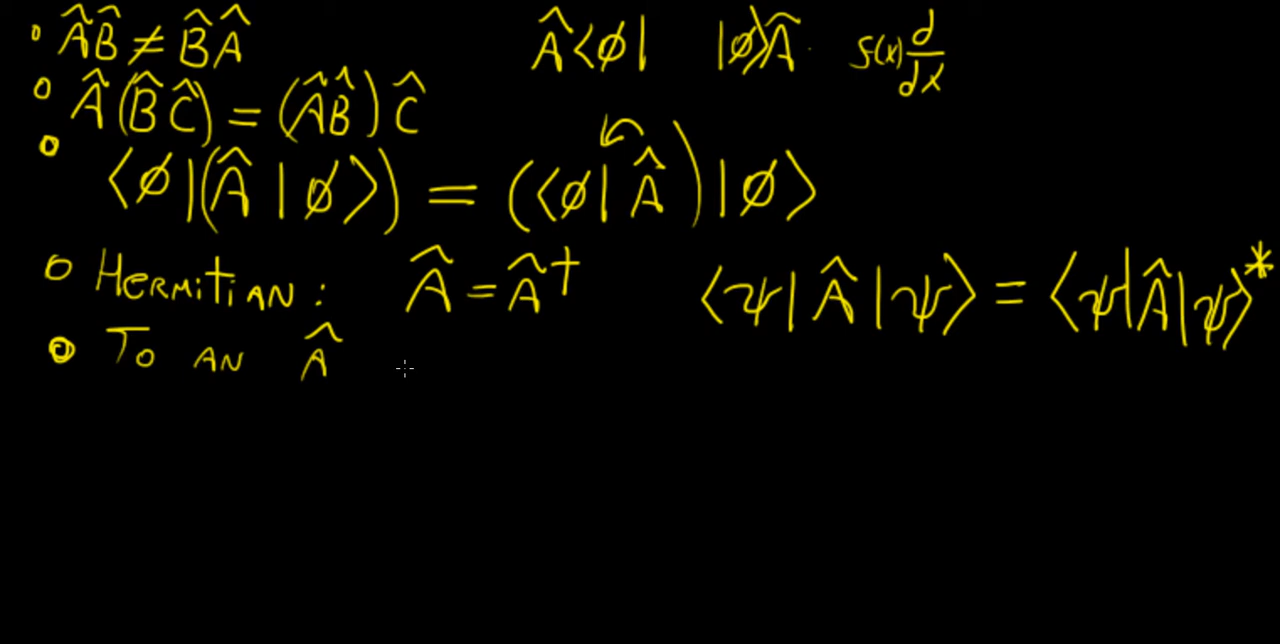 ° ÂB̂ ≠ B̂Â     Â<ϕ|     |ϕ>Â     f(x) d/dx
° Â(B̂Ĉ) = (ÂB̂)Ĉ
° ⟨ϕ|(Â|ϕ⟩) = (⟨ϕ|Â)|ϕ⟩
° HERMITIAN: Â = Â†     ⟨ψ|Â|ψ⟩ = ⟨ψ|Â|ψ⟩*
° TO AN Â